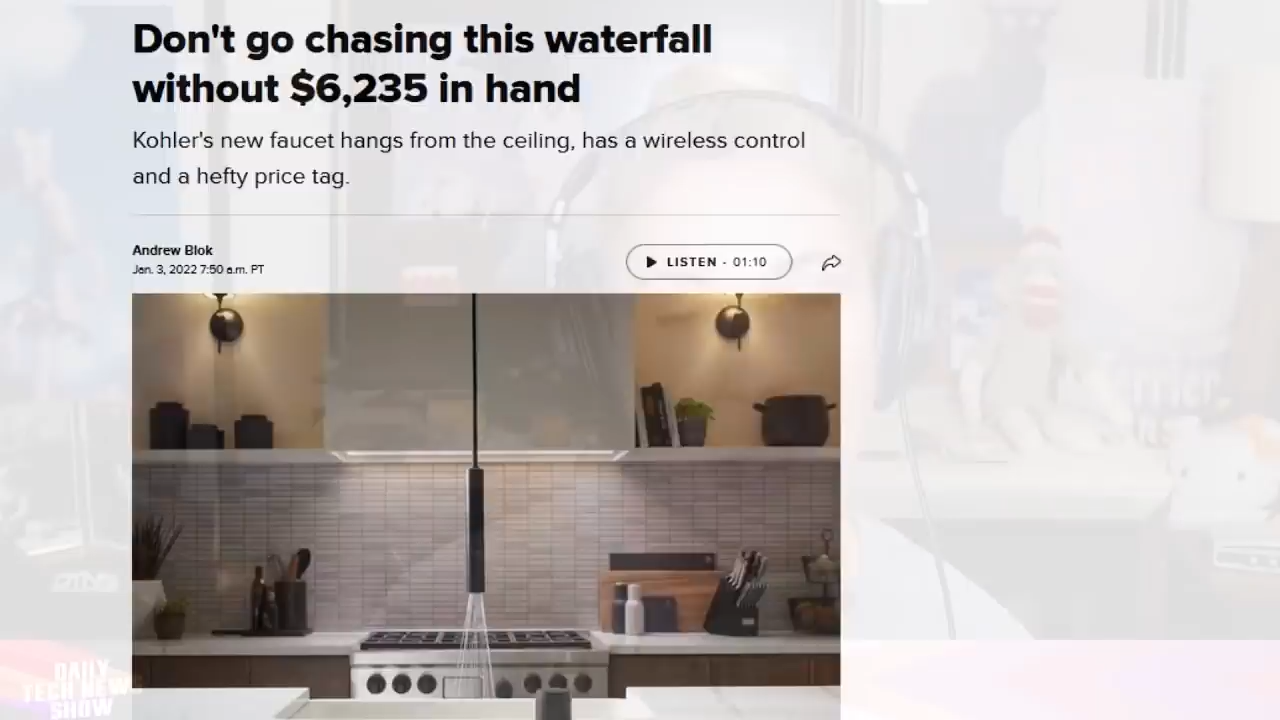 Don't go chasing this waterfall
without $6,235 in hand
Kohler's new faucet hangs from the ceiling, has a wireless control
and a hefty price tag.
Andrew Blok
Jan. 3, 2022 7:50 a.m. PT
LISTEN - 01:10
DAILY
TECH NEWS
SHOW